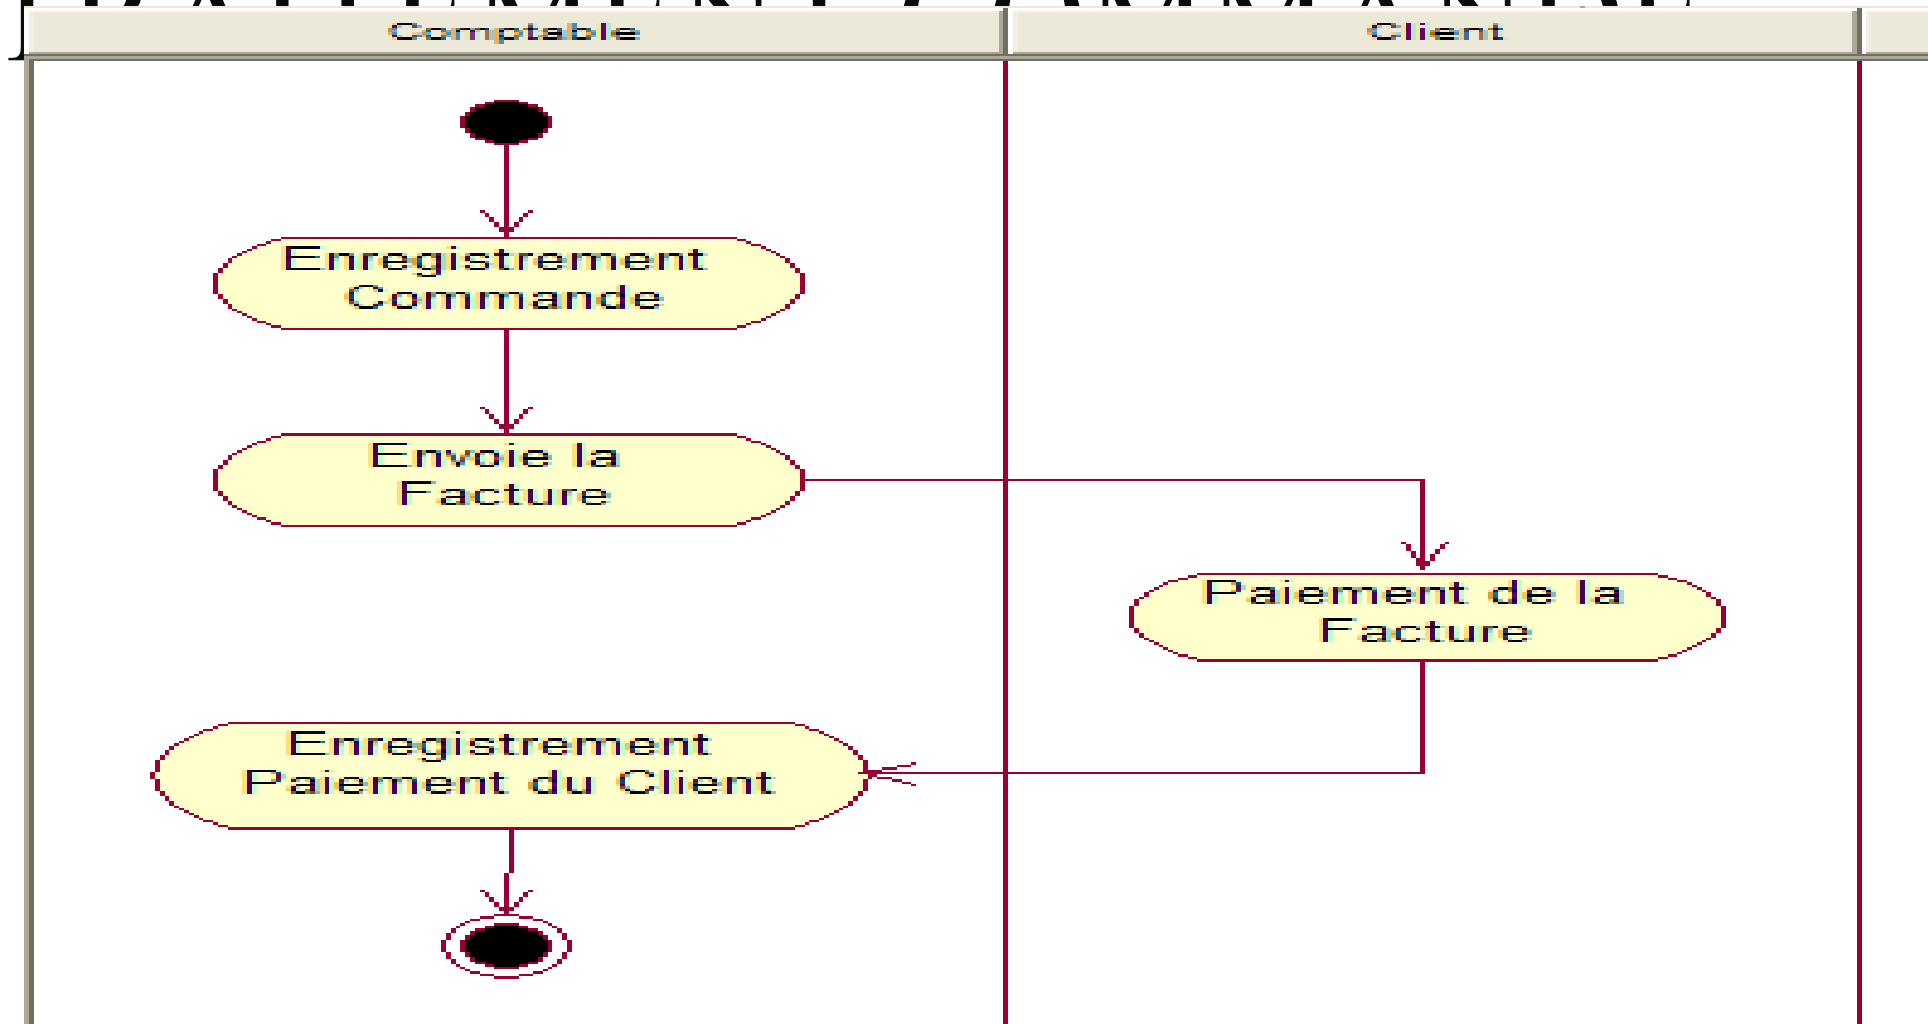 Comptable
Client
Enregistrement
Commande
Envoie la
Facture
Paiement de la
Facture
Enregistrement
Paiement du Client